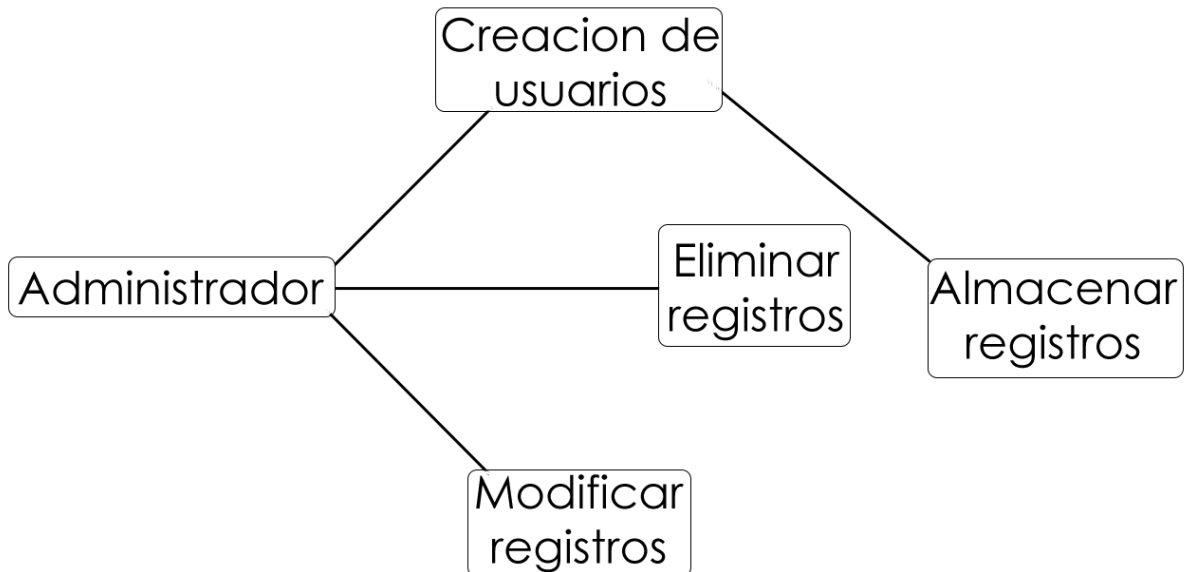 Creacion de
usuarios
Administrador
Eliminar
registros
Almacenar
registros
Modificar
registros